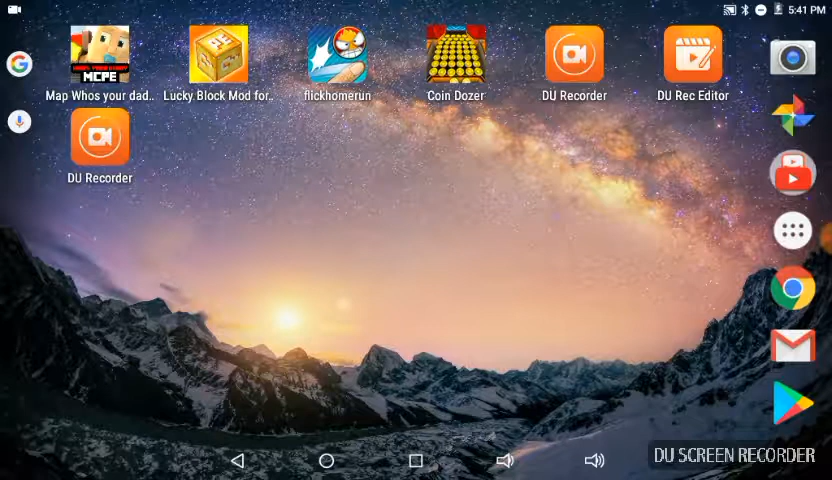 5:41 PM
MCPE
Map Whos your dad..
Lucky Block Mod for..
flickhomerun
Coin Dozer
DU Recorder
DU Rec Editor
DU Recorder
DU SCREEN RECORDER